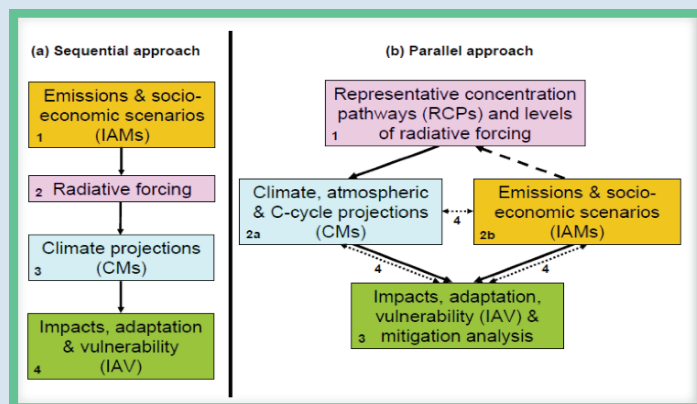 (a) Sequential approach
Emissions & socio-
economic scenarios
1 (IAMs)
2 Radiative forcing
Climate projections
3 (CMs)
Impacts, adaptation
& vulnerability
4 (IAV)
(b) Parallel approach
Representative concentration
pathways (RCPs) and levels
1 of radiative forcing
Climate, atmospheric
& C-cycle projections
2a (CMs)
4
Emissions & socio-
economic scenarios
2b (IAMs)
4
4
Impacts, adaptation,
vulnerability (IAV) &
3 mitigation analysis